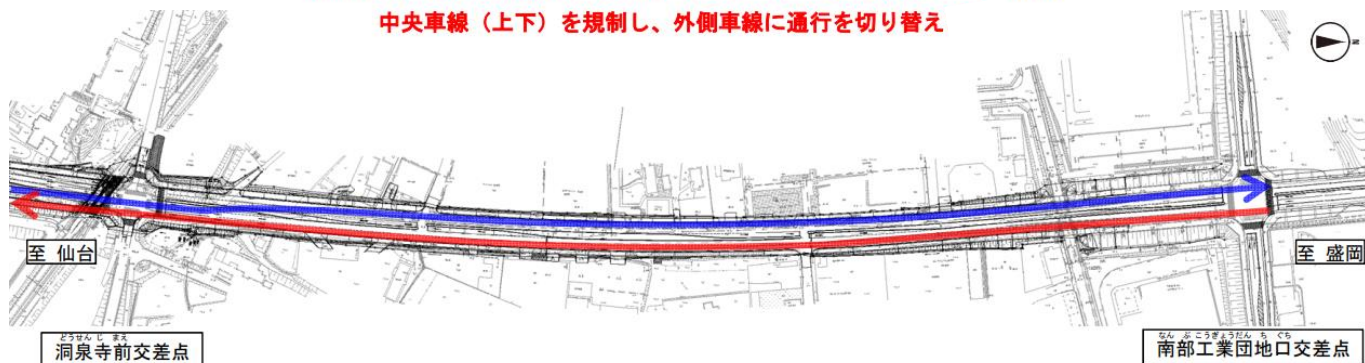 中央車線（上下）を規制し、外側車線に通行を切り替え
N
至 仙台
至 盛岡
どうせんじまえ
洞泉寺前交差点
なんぶこうぎょうだんちぐち
南部工業団地口交差点